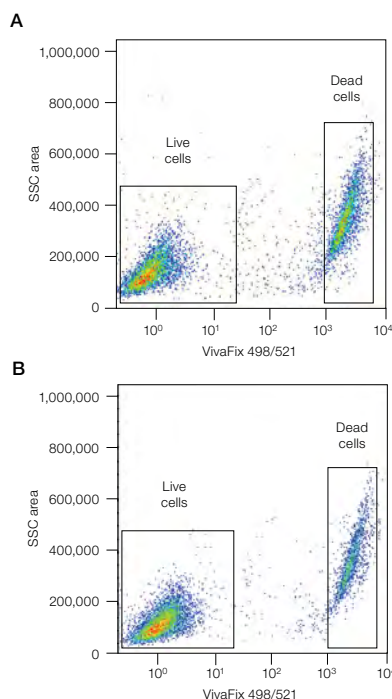 A
1,000,000
800,000
600,000
400,000
200,000
0
SSC area
Live
cells
Dead
cells
10⁰
10¹
10²
10³
10⁴
VivaFix 498/521
B
1,000,000
800,000
600,000
400,000
200,000
0
SSC area
Live
cells
Dead
cells
10⁰
10¹
10²
10³
VivaFix 498/521